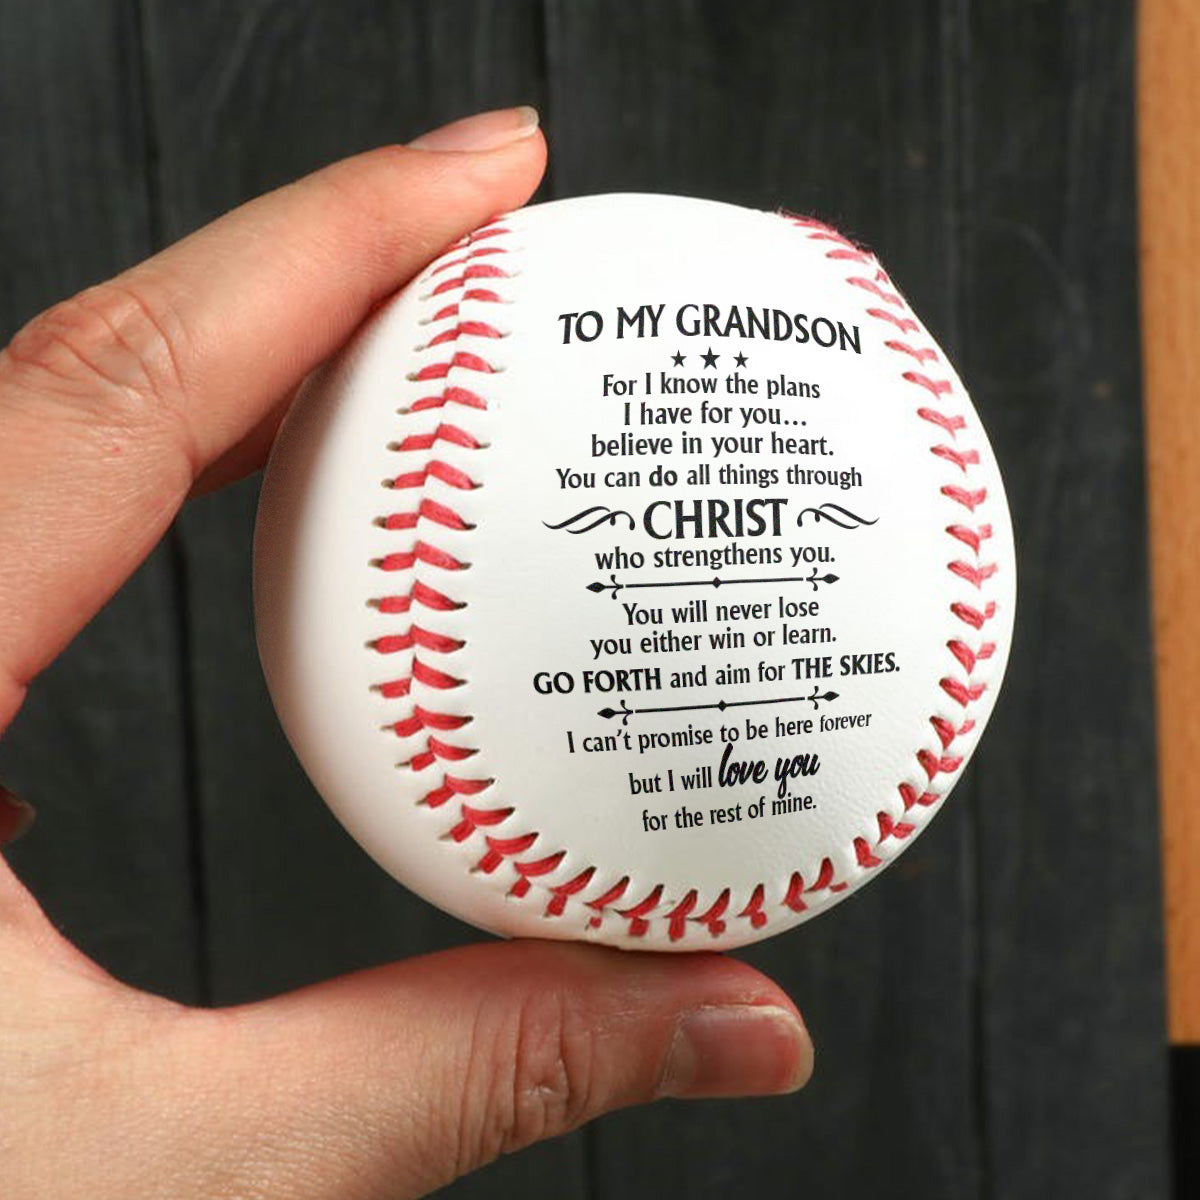 TO MY GRANDSON
For I know the plans
I have for you...
believe in your heart.
You can do all things through
CHRIST
who strengthens you.
You will never lose
you either win or learn.
GO FORTH and aim for THE SKIES.
I can't promise to be here forever
but I will love you
for the rest of mine.